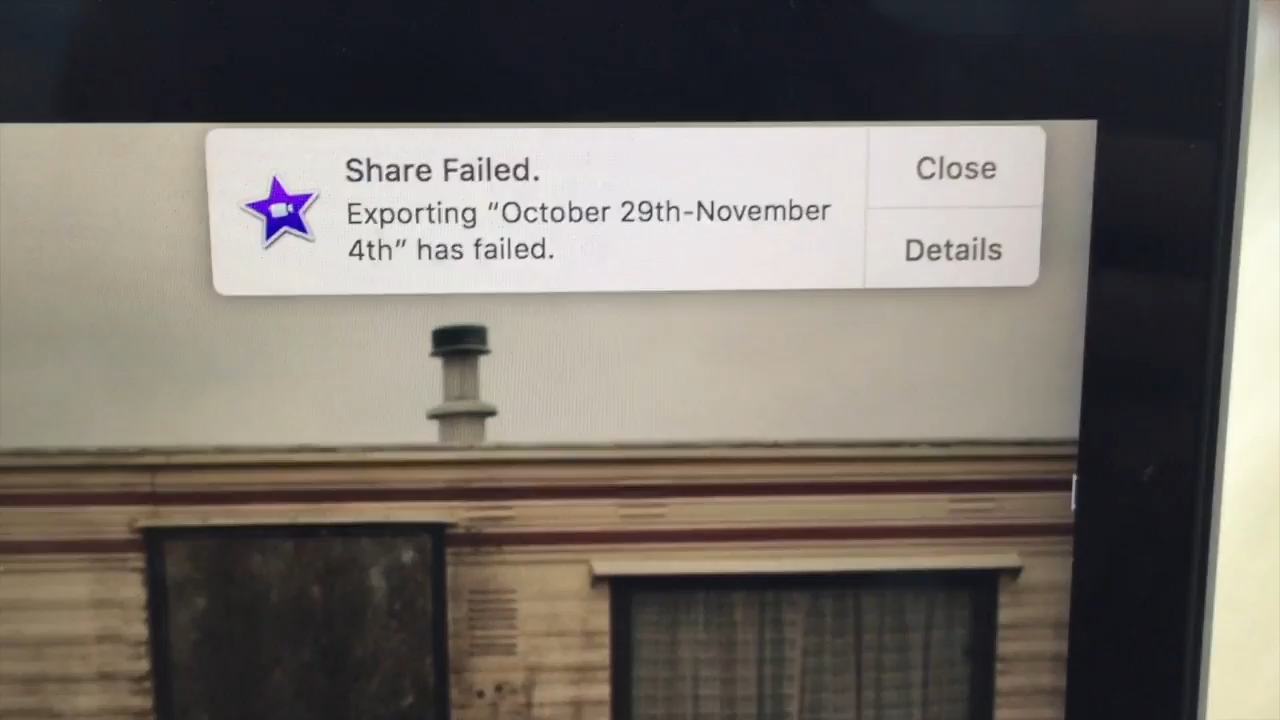 Share Failed.
Exporting “October 29th-November
4th” has failed.
Close
Details